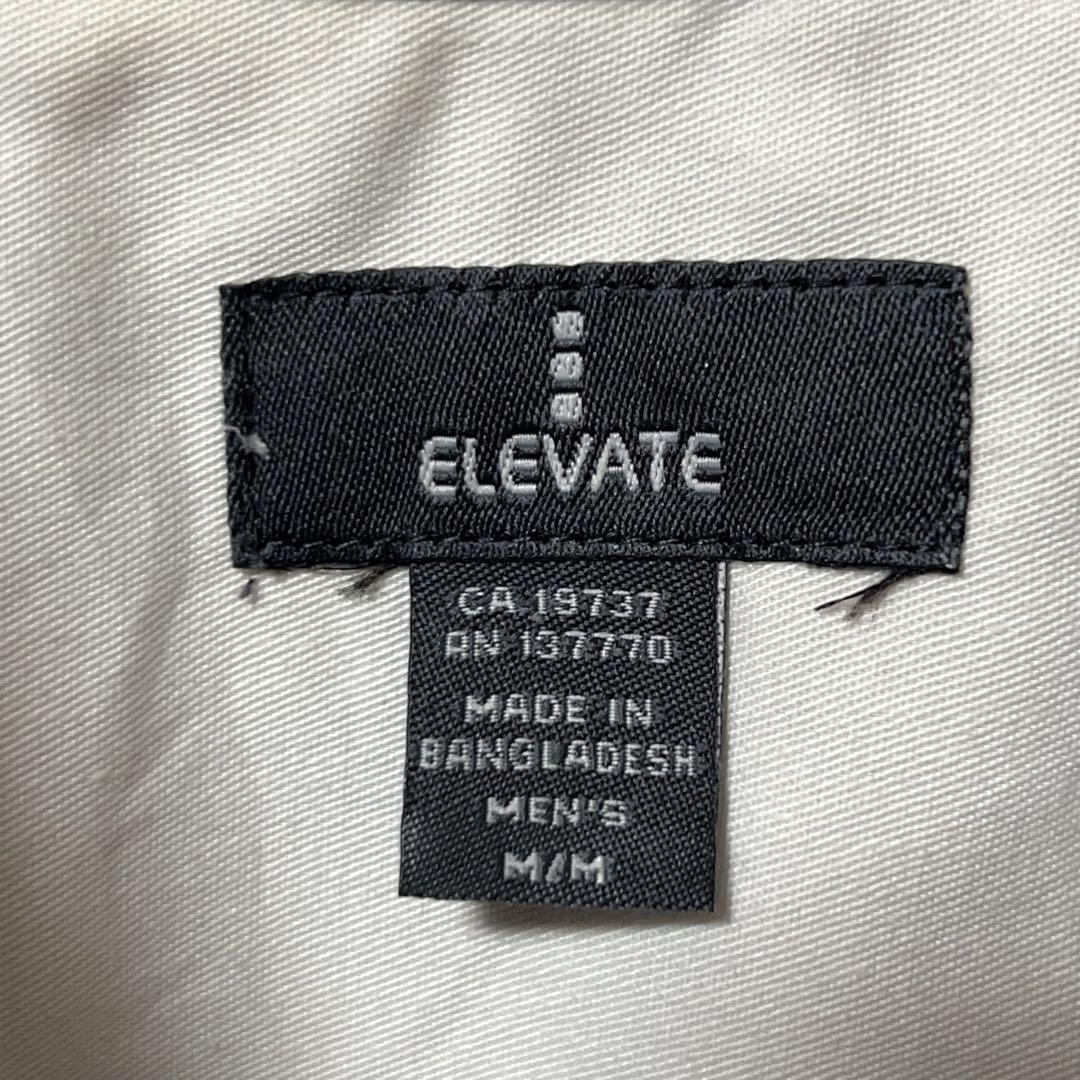 ELEVATE
CA 19737
RN 137770
MADE IN
BANGLADESH
MEN'S
M/M